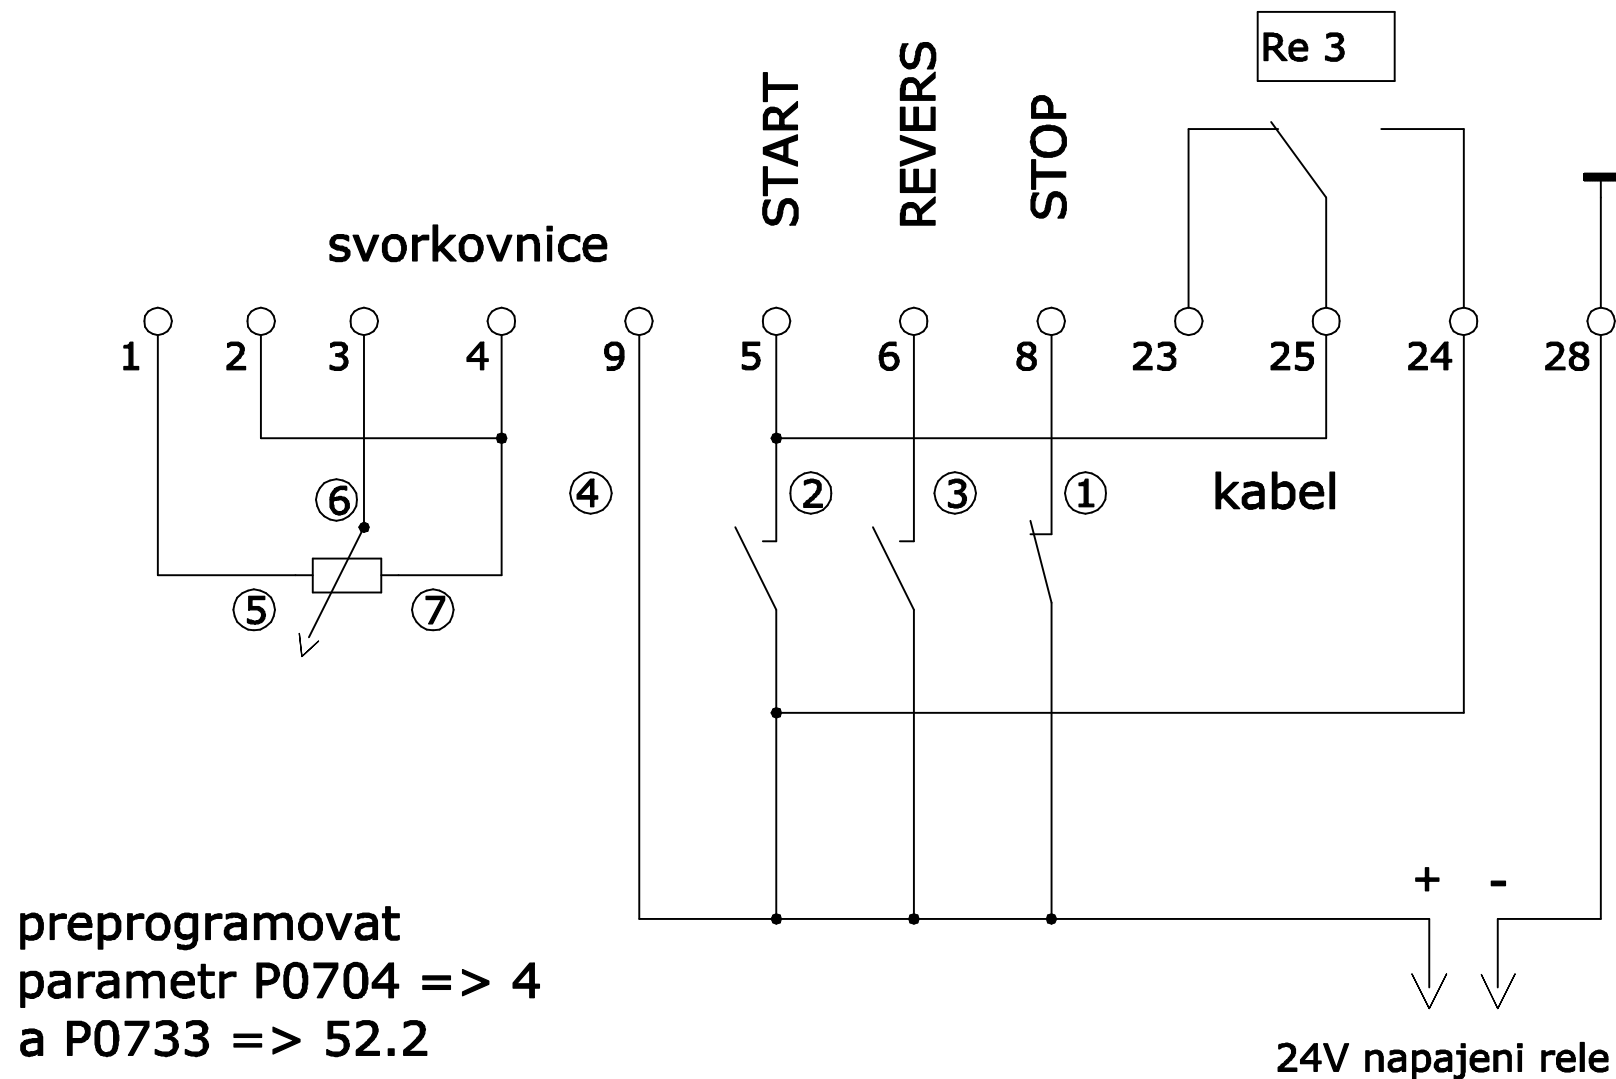 Re 3
START
REVERS
STOP
svorkovnice
1 2 3 4 9 5 6 8 23 25 24 28
6 4 2 3 1 kabel
5 7
+ -
preprogramovat
parametr P0704 => 4
a P0733 => 52.2
24V napajeni rele